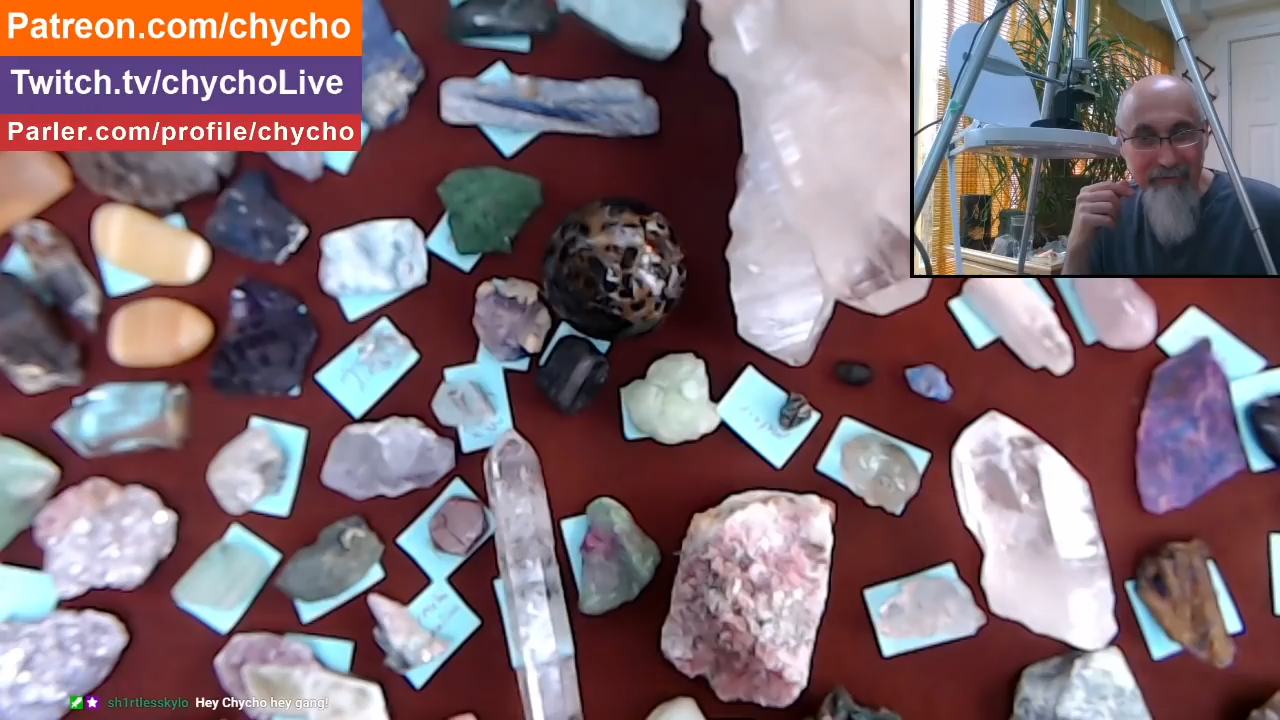 Patreon.com/chycho
Twitch.tv/chychoLive
Parler.com/profile/chycho
sh1rtlesskylo Hey Chycho hey gang!